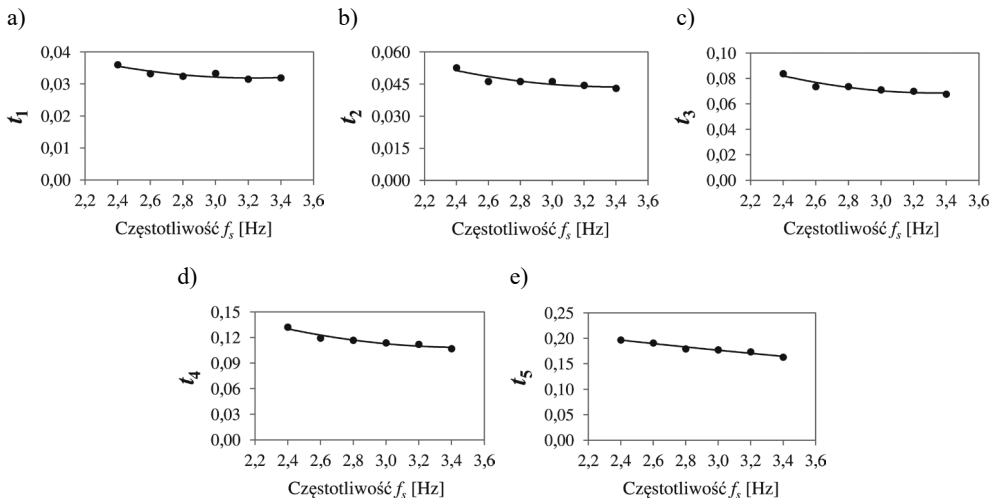 a)
b)
c)
0,04
0,03
0,02
0,01
0,00
t₁
2,2 2,4 2,6 2,8 3,0 3,2 3,4 3,6
Częstotliwość fₛ [Hz]
0,060
0,045
0,030
0,015
0,000
t₂
2,2 2,4 2,6 2,8 3,0 3,2 3,4 3,6
Częstotliwość fₛ [Hz]
0,10
0,08
0,06
0,04
0,02
0,00
t₃
2,2 2,4 2,6 2,8 3,0 3,2 3,4 3,6
Częstotliwość fₛ [Hz]
d)
e)
0,15
0,12
0,09
0,06
0,03
0,00
t₄
2,2 2,4 2,6 2,8 3,0 3,2 3,4 3,6
Częstotliwość fₛ [Hz]
0,25
0,20
0,15
0,10
0,05
0,00
t₅
2,2 2,4 2,6 2,8 3,0 3,2 3,4 3,6
Częstotliwość fₛ [Hz]